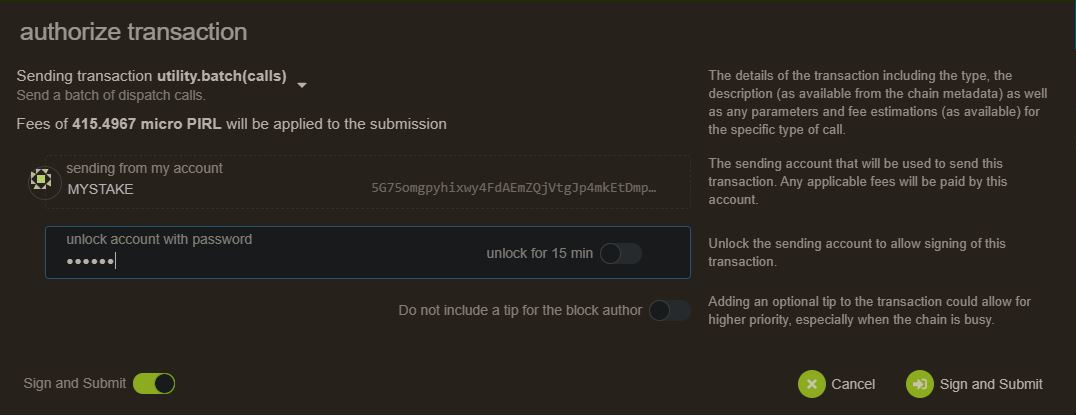 authorize transaction
Sending transaction utility.batch(calls)
Send a batch of dispatch calls.
Fees of 415.4967 micro PIRL will be applied to the submission
The details of the transaction including the type, the
description (as available from the chain metadata) as well
as any parameters and fee estimations (as available) for
the specific type of call.
sending from my account
MYSTAKE
5G75omgpyhixwy4FdAEmZQjVtgJp4mkEtDmp…
The sending account that will be used to send this
transaction. Any applicable fees will be paid by this
account.
unlock account with password
••••••
unlock for 15 min
Unlock the sending account to allow signing of this
transaction.
Do not include a tip for the block author
Adding an optional tip to the transaction could allow for
higher priority, especially when the chain is busy.
Sign and Submit
Cancel
Sign and Submit